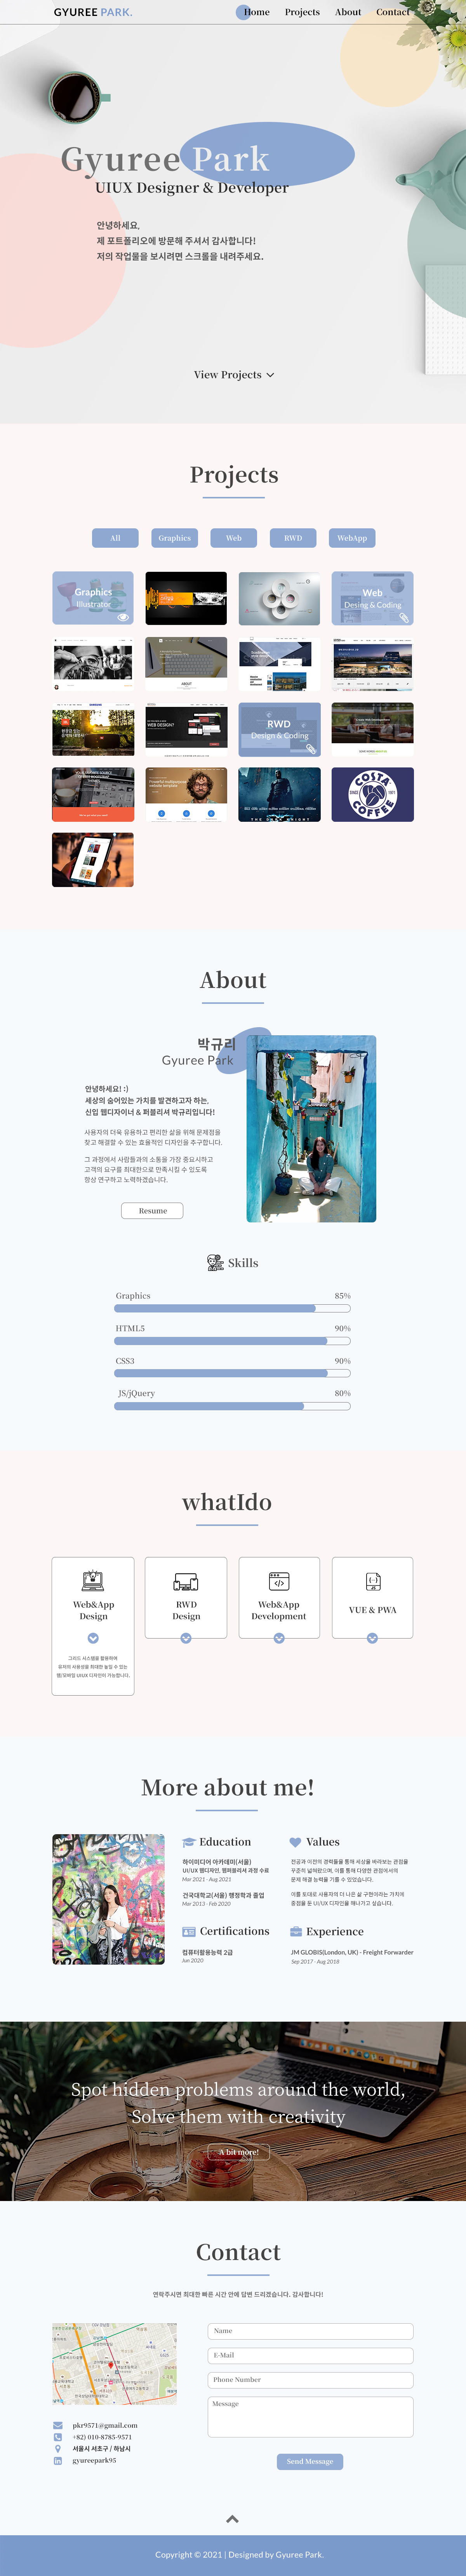 GYUREE PARK.
Home Projects About Contact
Gyuree Park
UIUX Designer & Developer
안녕하세요,
제 포트폴리오에 방문해 주셔서 감사합니다!
저의 작업물을 보시려면 스크롤을 내려주세요.
View Projects
Projects
All Graphics Web RWD WebApp
Graphics
Illustrator
Web
Desing & Coding
ABOUT
WEB DESIGN?
RWD
Design & Coding
Powerful multipurpose
website template
COSTA
COFFEE
About
박규리
Gyuree Park
안녕하세요! :)
세상의 숨어있는 가치를 발견하고자 하는,
신입 웹디자이너 & 퍼블리셔 박규리입니다!
사용자의 더욱 유용하고 편리한 삶을 위해 문제점을
찾고 해결할 수 있는 효율적인 디자인을 추구합니다.
그 과정에서 사람들과의 소통을 가장 중요시하고
고객의 요구를 최대한으로 만족시킬 수 있도록
항상 연구하고 노력하겠습니다.
Resume
Skills
Graphics 85%
HTML5 90%
CSS3 90%
JS/jQuery 80%
whatIdo
Web&App
Design
RWD
Design
Web&App
Development
VUE & PWA
그리드 시스템을 활용하여
유저의 사용성을 최대한 높일 수 있는
웹/모바일 UIUX 디자인이 가능합니다.
More about me!
Education
하이미디어 아카데미(서울)
UI/UX 웹디자인, 웹퍼블리셔 과정 수료
Mar 2021 - Aug 2021
건국대학교(서울) 행정학과 졸업
Mar 2013 - Feb 2020
Values
전공과 이전의 경력들을 통해 세상을 바라보는 관점을
꾸준히 넓혀왔으며, 이를 통해 다양한 관점에서의
문제 해결 능력을 기를 수 있었습니다.
이를 토대로 사용자의 더 나은 삶 구현이라는 가치에
중점을 둔 UI/UX 디자인을 해나가고 싶습니다.
Certifications
컴퓨터활용능력 2급
Jun 2020
Experience
JM GLOBIS(London, UK) - Freight Forwarder
Sep 2017 - Aug 2018
Spot hidden problems around the world,
Solve them with creativity
A bit more!
Contact
연락주시면 최대한 빠른 시간 안에 답변 드리겠습니다. 감사합니다!
Name
E-Mail
Phone Number
Message
Send Message
pkr9571@gmail.com
+82) 010-8785-9571
서울시 서초구 / 하남시
gyureepark95
Copyright © 2021 | Designed by Gyuree Park.